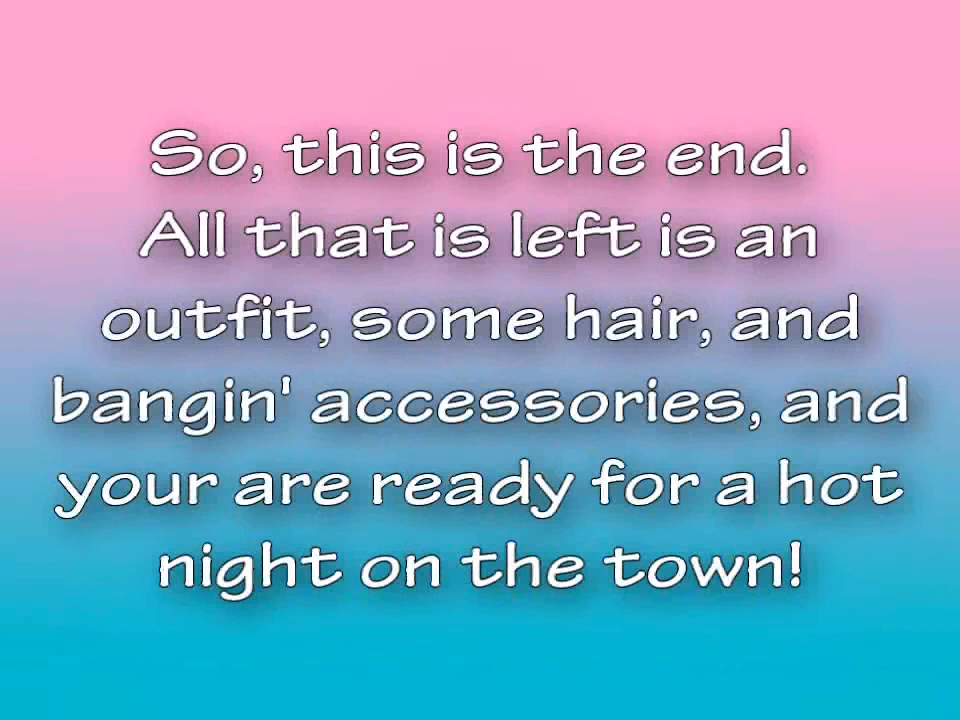 So, this is the end.
All that is left is an
outfit, some hair, and
bangin' accessories, and
your are ready for a hot
night on the town!